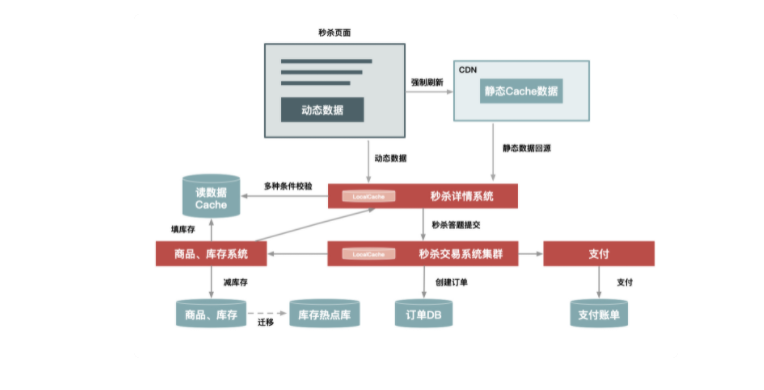 秒杀页面
CDN
强制刷新
静态Cache数据
动态数据
静态数据回源
动态数据
读数据
Cache
多种条件校验
LocalCache
秒杀详情系统
填库存
秒杀答题提交
商品、库存系统
LocalCache
秒杀交易系统集群
支付
减库存
创建订单
支付
商品、库存
迁移
库存热点库
订单DB
支付账单